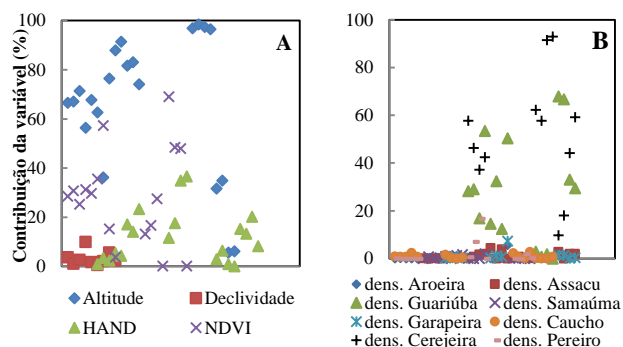 Contribuição da variável (%)
100
80
60
40
20
0
A
Altitude
Declividade
HAND
NDVI
100
80
60
40
20
0
B
dens. Aroeira
dens. Assacu
dens. Guariúba
dens. Samaúma
dens. Garapeira
dens. Caucho
dens. Cerejeira
dens. Pereiro